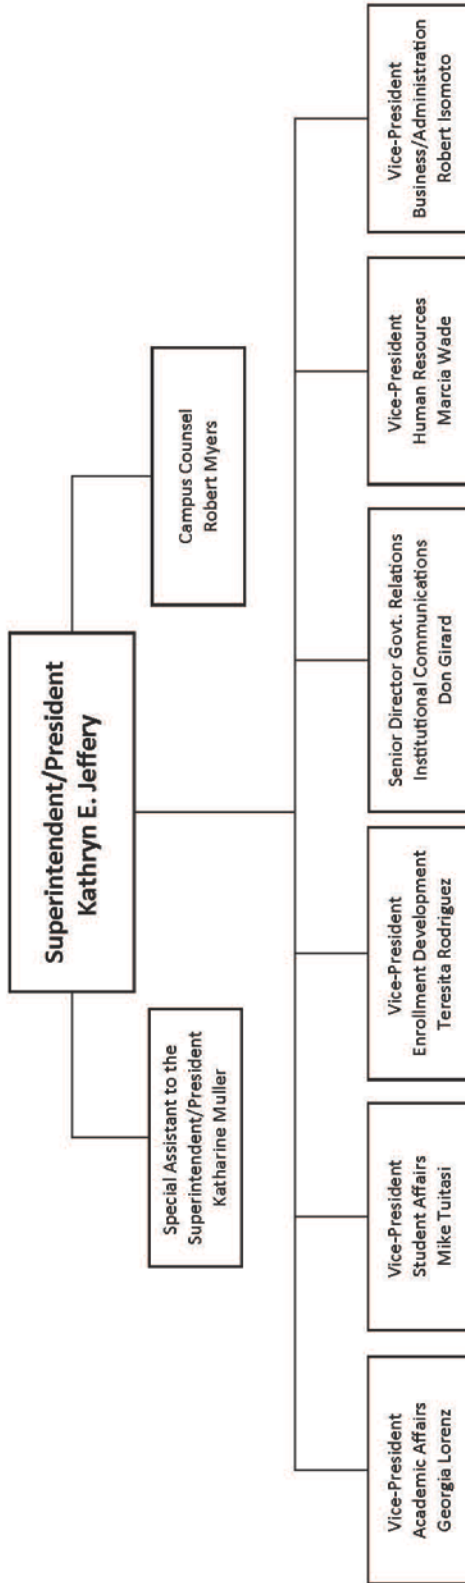 Superintendent/President
Kathryn E. Jeffery
Special Assistant to the
Superintendent/President
Katharine Muller
Campus Counsel
Robert Myers
Vice-President
Academic Affairs
Georgia Lorenz
Vice-President
Student Affairs
Mike Tuitasi
Vice-President
Enrollment Development
Teresita Rodriguez
Senior Director Govt. Relations
Institutional Communications
Don Girard
Vice-President
Human Resources
Marcia Wade
Vice-President
Business/Administration
Robert Isomoto